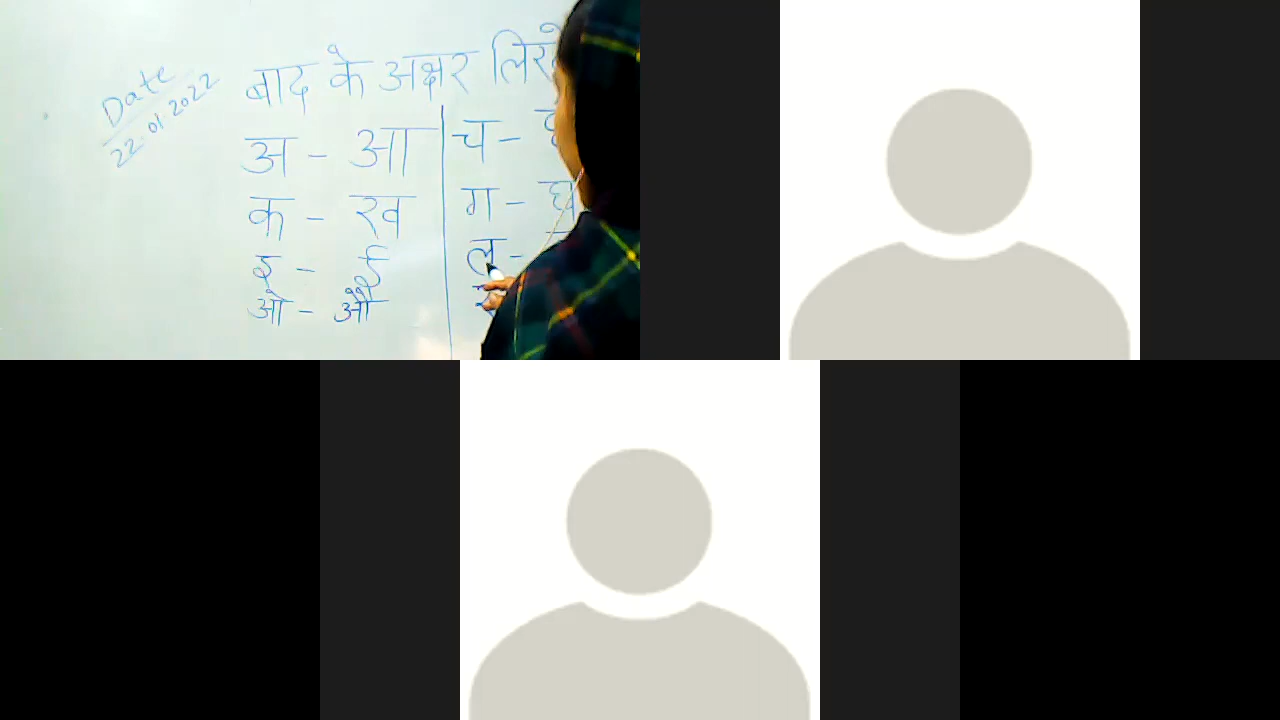 Date
22.01.2022
बाद के अक्षर
अ - आ
क - ख
इ - ई
ओ - औ
च -
ग - घ
ल -